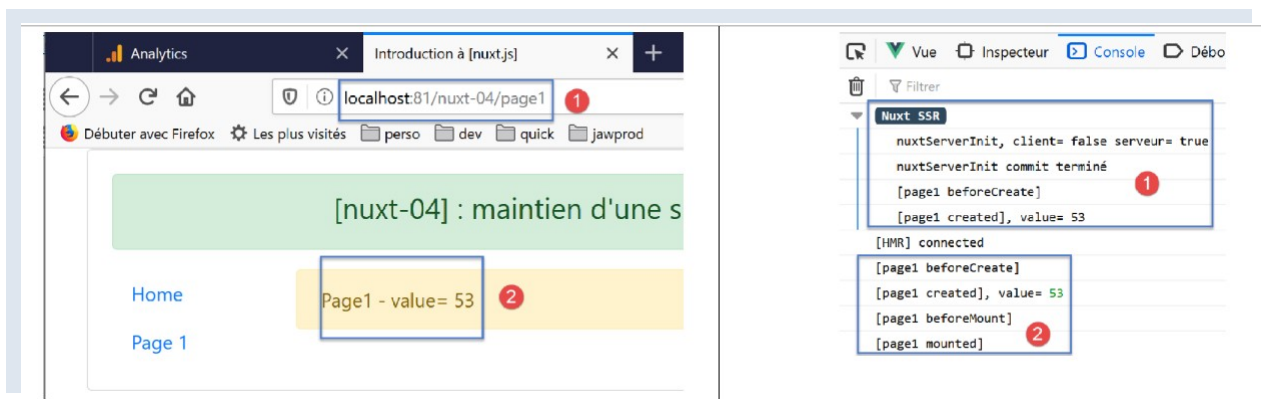 Analytics
Introduction à [nuxt.js]
localhost:81/nuxt-04/page1
1
Débuter avec Firefox
Les plus visités
perso
dev
quick
jawprod
[nuxt-04] : maintien d'une s
Home
Page 1
Page1 - value= 53
2
Vue
Inspecteur
Console
Débo
Filtrer
Nuxt SSR
nuxtServerInit, client= false serveur= true
nuxtServerInit commit terminé
1
[page1 beforeCreate]
[page1 created], value= 53
[HMR] connected
[page1 beforeCreate]
[page1 created], value= 53
[page1 beforeMount]
2
[page1 mounted]